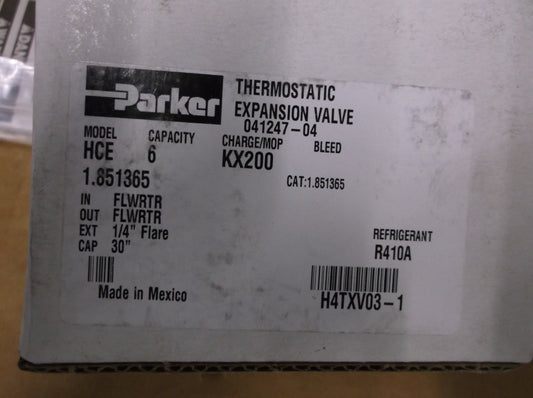 Parker
THERMOSTATIC
EXPANSION VALVE
041247-04
MODEL CAPACITY CHARGE/MOP BLEED
HCE 6 KX200
1.851365 CAT:1.851365
IN FLWRTR
OUT FLWRTR
EXT 1/4" Flare
CAP 30"
REFRIGERANT
R410A
Made in Mexico
H4TXV03-1